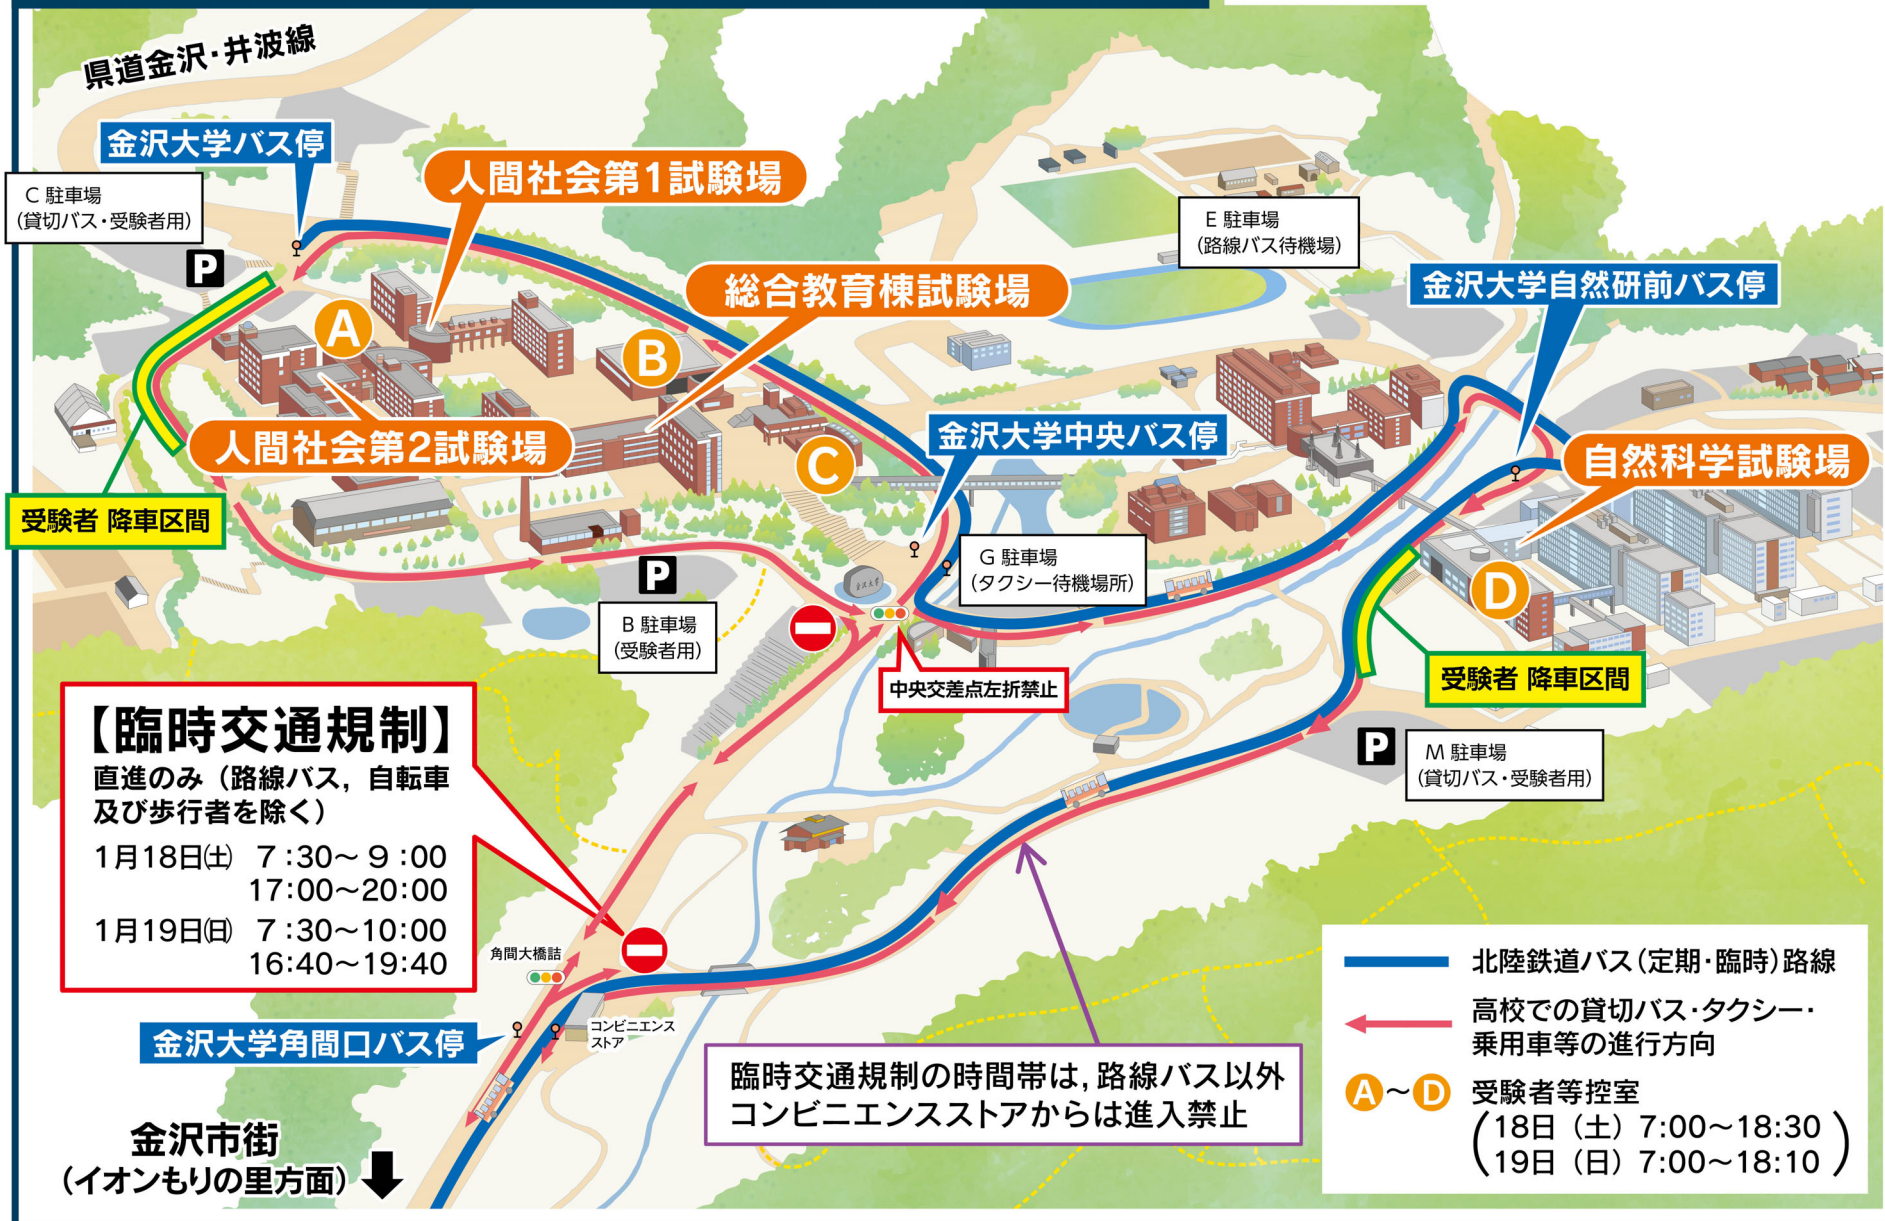 県道金沢・井波線
金沢大学バス停
C 駐車場
(貸切バス・受験者用)
P
人間社会第1試験場
E 駐車場
(路線バス待機場)
総合教育棟試験場
金沢大学自然研前バス停
A
B
人間社会第2試験場
C
金沢大学中央バス停
自然科学試験場
受験者 降車区間
G 駐車場
(タクシー待機場所)
P
B 駐車場
(受験者用)
金沢大学
D
中央交差点左折禁止
受験者 降車区間
P
M 駐車場
(貸切バス・受験者用)
【臨時交通規制】
直進のみ（路線バス，自転車
及び歩行者を除く）
1月18日(土) 7:30～9:00
17:00～20:00
1月19日(日) 7:30～10:00
16:40～19:40
角間大橋詰
金沢大学角間口バス停
コンビニエンス
ストア
臨時交通規制の時間帯は,路線バス以外
コンビニエンスストアからは進入禁止
金沢市街
(イオンもりの里方面)
北陸鉄道バス(定期・臨時)路線
高校での貸切バス・タクシー・
乗用車等の進行方向
A～D 受験者等控室
(18日（土）7:00～18:30
19日（日）7:00～18:10)